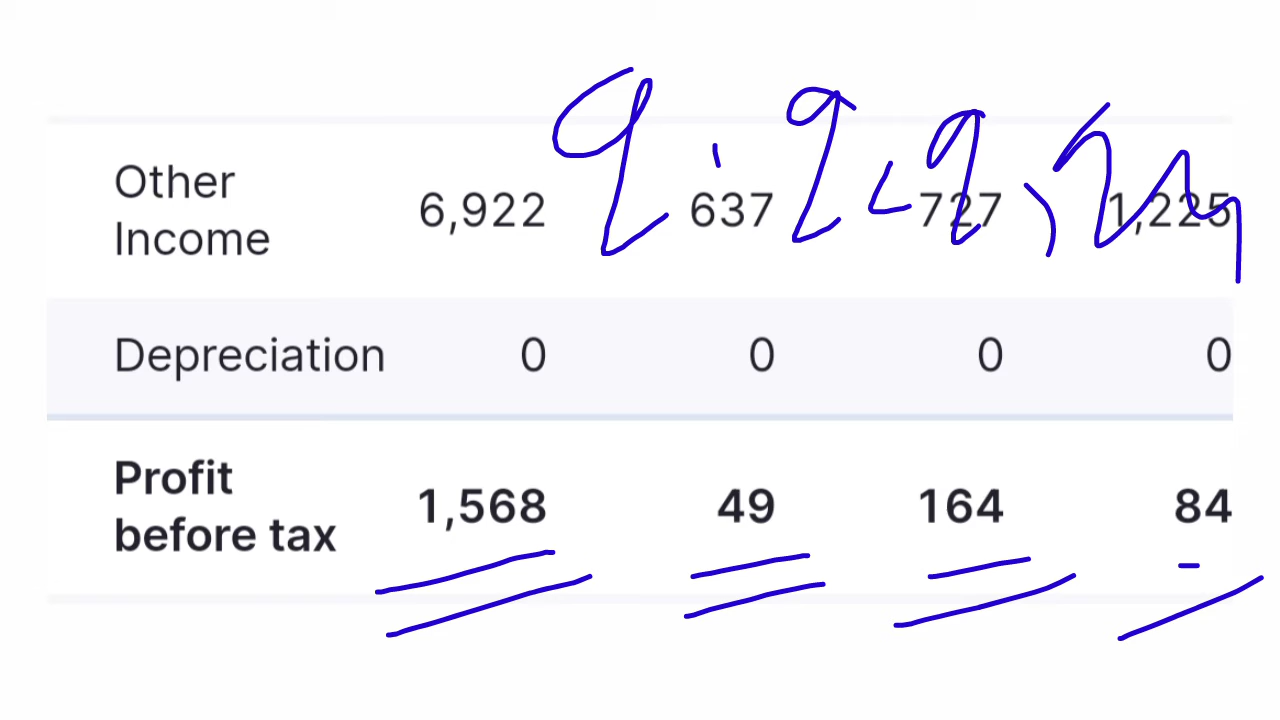 Other Income 6,922 637 727 1,225
Depreciation 0 0 0 0
Profit before tax 1,568 49 164 84